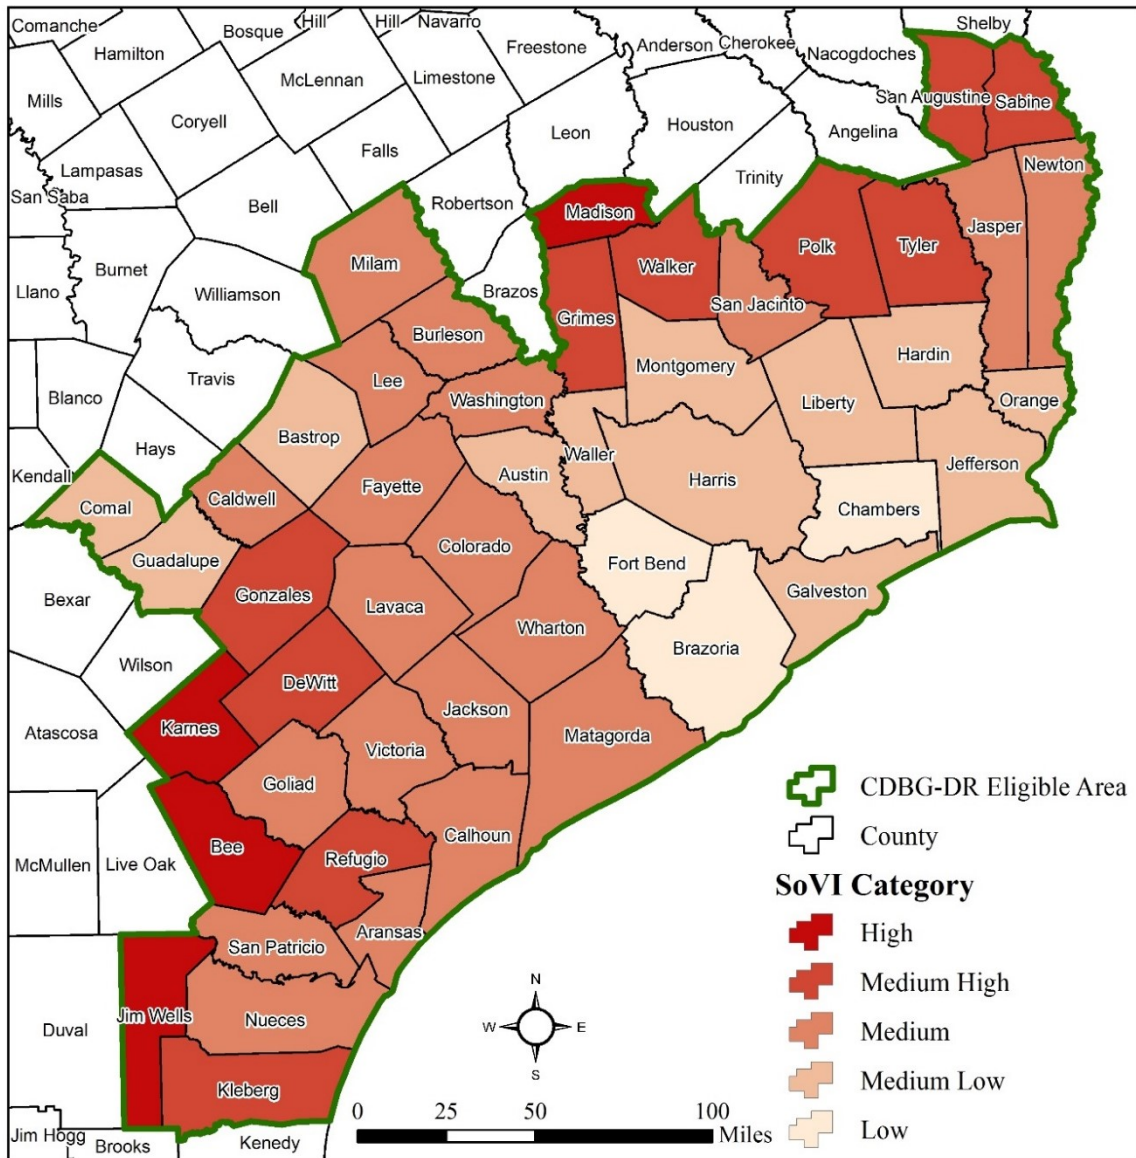 Comanche
Hamilton
Bosque
Hill
Hill
Navarro
Freestone
Anderson
Cherokee
Nacogdoches
Shelby
Mills
Coryell
McLennan
Limestone
Leon
Houston
Angelina
San Augustine
Sabine
Lampasas
San Saba
Bell
Falls
Robertson
Trinity
Newton
Madison
Jasper
Burnet
Milam
Walker
Polk
Tyler
Llano
Williamson
Brazos
Grimes
San Jacinto
Burleson
Hardin
Travis
Lee
Washington
Montgomery
Liberty
Orange
Blanco
Bastrop
Hays
Austin
Waller
Harris
Jefferson
Kendall
Comal
Caldwell
Fayette
Chambers
Guadalupe
Colorado
Fort Bend
Galveston
Bexar
Gonzales
Lavaca
Wharton
Brazoria
Wilson
DeWitt
Jackson
Atascosa
Karnes
Victoria
Matagorda
Goliad
Calhoun
McMullen
Live Oak
Bee
Refugio
Aransas
San Patricio
Duval
Jim Wells
Nueces
Kleberg
Jim Hogg
Brooks
Kenedy
N
W
E
S
0 25 50 100
Miles
CDBG-DR Eligible Area
County
SoVI Category
High
Medium High
Medium
Medium Low
Low